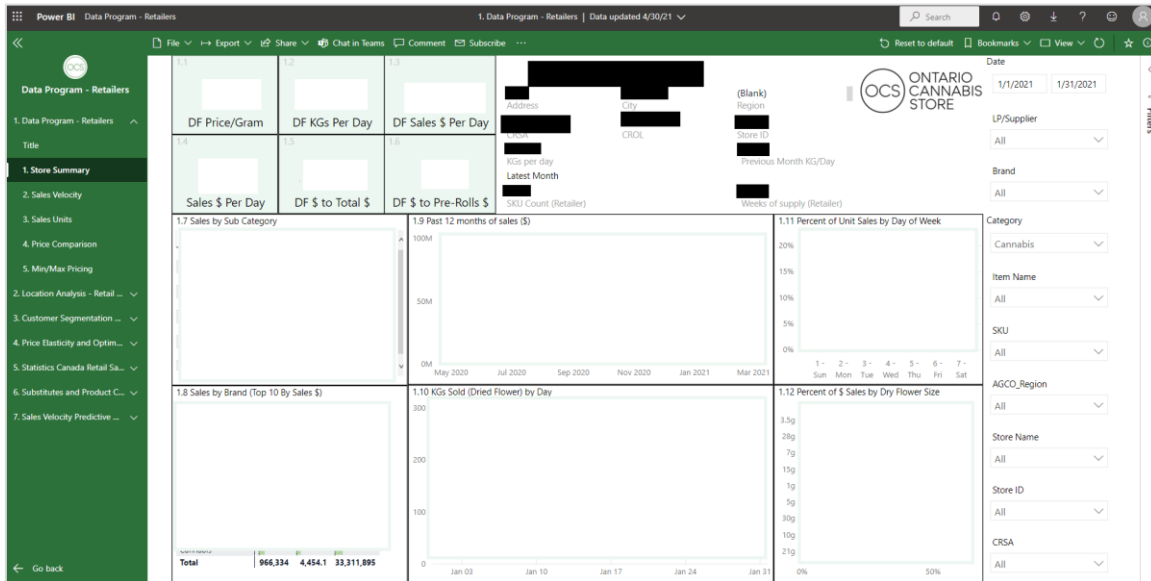 Power BI Data Program - Retailers
1. Data Program - Retailers | Data updated 4/30/21
Search
File Export Share Chat in Teams Comment Subscribe ...
Reset to default Bookmarks View
OCS
Data Program - Retailers
1. Data Program - Retailers
Title
1. Store Summary
2. Sales Velocity
3. Sales Units
4. Price Comparison
5. Min/Max Pricing
2. Location Analysis - Retail ...
3. Customer Segmentation ...
4. Price Elasticity and Optim...
5. Statistics Canada Retail Sa...
6. Substitutes and Product C...
7. Sales Velocity Predictive ...
Go back
1.1
DF Price/Gram
1.2
DF KGs Per Day
1.3
DF Sales $ Per Day
1.4
Sales $ Per Day
1.5
DF $ to Total $
1.6
DF $ to Pre-Rolls $
Address
City
(Blank)
Region
CRSA
CROL
Store ID
KGs per day
Previous Month KG/Day
Latest Month
SKU Count (Retailer)
Weeks of supply (Retailer)
OCS
ONTARIO
CANNABIS
STORE
1.7 Sales by Sub Category
1.9 Past 12 months of sales ($)
100M
50M
0M
May 2020 Jul 2020 Sep 2020 Nov 2020 Jan 2021 Mar 2021
1.11 Percent of Unit Sales by Day of Week
20%
15%
10%
5%
0%
1 - 2 - 3 - 4 - 5 - 6 - 7 -
Sun Mon Tue Wed Thu Fri Sat
1.8 Sales by Brand (Top 10 By Sales $)
Total 966,334 4,454.1 33,311,895
1.10 KGs Sold (Dried Flower) by Day
300
200
100
0
Jan 03 Jan 10 Jan 17 Jan 24 Jan 31
1.12 Percent of $ Sales by Dry Flower Size
3.5g
28g
7g
15g
1g
5g
30g
10g
21g
0% 50%
Date
1/1/2021 1/31/2021
LP/Supplier
All
Brand
All
Category
Cannabis
Item Name
All
SKU
All
AGCO_Region
All
Store Name
All
Store ID
All
CRSA
All
Filters